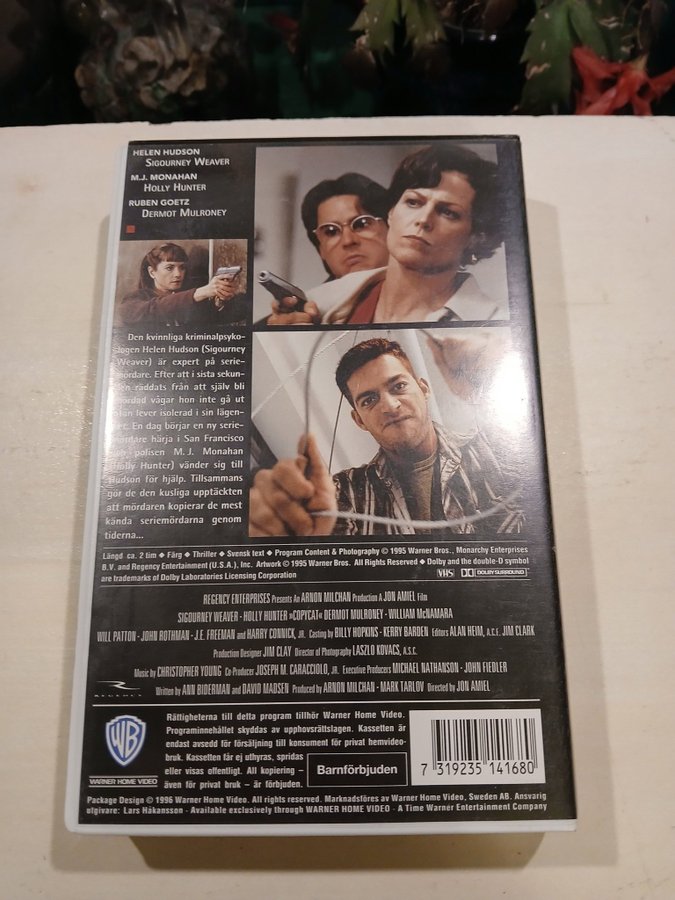 HELEN HUDSON
SIGOURNEY WEAVER
M.J. MONAHAN
HOLLY HUNTER
RUBEN GOETZ
DERMOT MULRONEY
Den kvinnliga kriminalpsyko-
logen Helen Hudson (Sigourney
Weaver) är expert på serie-
mördare. Efter att i sista sekun-
den räddats från att själv bli
mördad vågar hon inte gå ut
utan lever isolerad i sin lägen-
het. En dag börjar en ny serie-
mördare härja i San Francisco
och polisen M. J. Monahan
(Holly Hunter) vänder sig till
Hudson för hjälp. Tillsammans
gör de den kusliga upptäckten
att mördaren kopierar de mest
kända seriemördarna genom
tiderna...
Längd ca. 2 tim ◆ Färg ◆ Thriller ◆ Svensk text ◆ Program Content & Photography © 1995 Warner Bros., Monarchy Enterprises
B.V. and Regency Entertainment (U.S.A.), Inc. Artwork © 1995 Warner Bros. All Rights Reserved ◆ Dolby and the double-D symbol
are trademarks of Dolby Laboratories Licensing Corporation
VHS DOLBY SURROUND
REGENCY ENTERPRISES Presents An ARNON MILCHAN Production A JON AMIEL Film
SIGOURNEY WEAVER · HOLLY HUNTER »COPYCAT« DERMOT MULRONEY · WILLIAM McNAMARA
WILL PATTON · JOHN ROTHMAN · J.E. FREEMAN and HARRY CONNICK, JR. Casting by BILLY HOPKINS · KERRY BARDEN Editors ALAN HEIM, A.C.E. JIM CLARK
Production Designer JIM CLAY Director of Photography LASZLO KOVACS, A.S.C.
Music by CHRISTOPHER YOUNG Co-Producer JOSEPH M. CARACCIOLO, JR. Executive Producers MICHAEL NATHANSON · JOHN FIEDLER
Written by ANN BIDERMAN and DAVID MADSEN Produced by ARNON MILCHAN · MARK TARLOV Directed by JON AMIEL
REGENCY
WB
WARNER HOME VIDEO
Rättigheterna till detta program tillhör Warner Home Video.
Programinnehållet skyddas av upphovsrättslagen. Kassetten är
endast avsedd för försäljning till konsument för privat hemvideo-
bruk. Kassetten får ej uthyras, spridas
eller visas offentligt. All kopiering –
även för privat bruk – är förbjuden.
Barnförbjuden
7 319235 141680
Package Design © 1996 Warner Home Video. All rights reserved. Marknadsföres av Warner Home Video, Sweden AB. Ansvarig
utgivare: Lars Håkansson - Available exclusively through WARNER HOME VIDEO - A Time Warner Entertainment Company